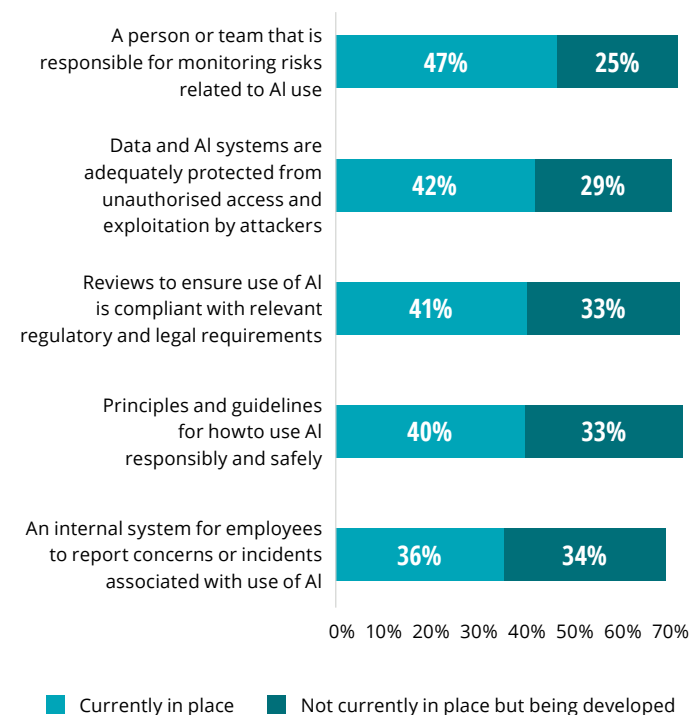 A person or team that is
responsible for monitoring risks
related to AI use
47% 25%
Data and AI systems are
adequately protected from
unauthorised access and
exploitation by attackers
42% 29%
Reviews to ensure use of AI
is compliant with relevant
regulatory and legal requirements
41% 33%
Principles and guidelines
for howto use AI
responsibly and safely
40% 33%
An internal system for employees
to report concerns or incidents
associated with use of AI
36% 34%
0% 10% 20% 30% 40% 50% 60% 70%
Currently in place Not currently in place but being developed